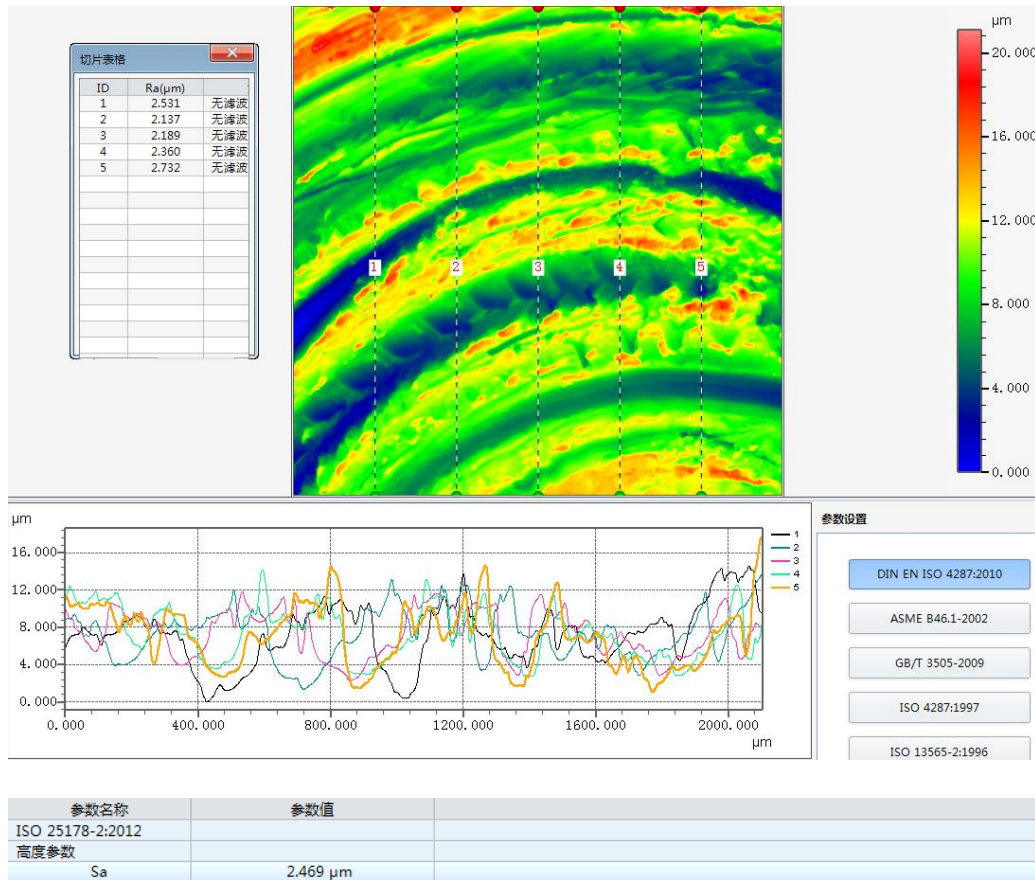 切片表格
ID Ra(μm)
1 2.531 无滤波
2 2.137 无滤波
3 2.189 无滤波
4 2.360 无滤波
5 2.732 无滤波
1 2 3 4 5
μm
20.000
16.000
12.000
8.000
4.000
0.000
μm
16.000
12.000
8.000
4.000
0.000
0.000 400.000 800.000 1200.000 1600.000 2000.000
μm
1
2
3
4
5
参数设置
DIN EN ISO 4287:2010
ASME B46.1-2002
GB/T 3505-2009
ISO 4287:1997
ISO 13565-2:1996
参数名称 参数值
ISO 25178-2:2012
高度参数
Sa 2.469 μm